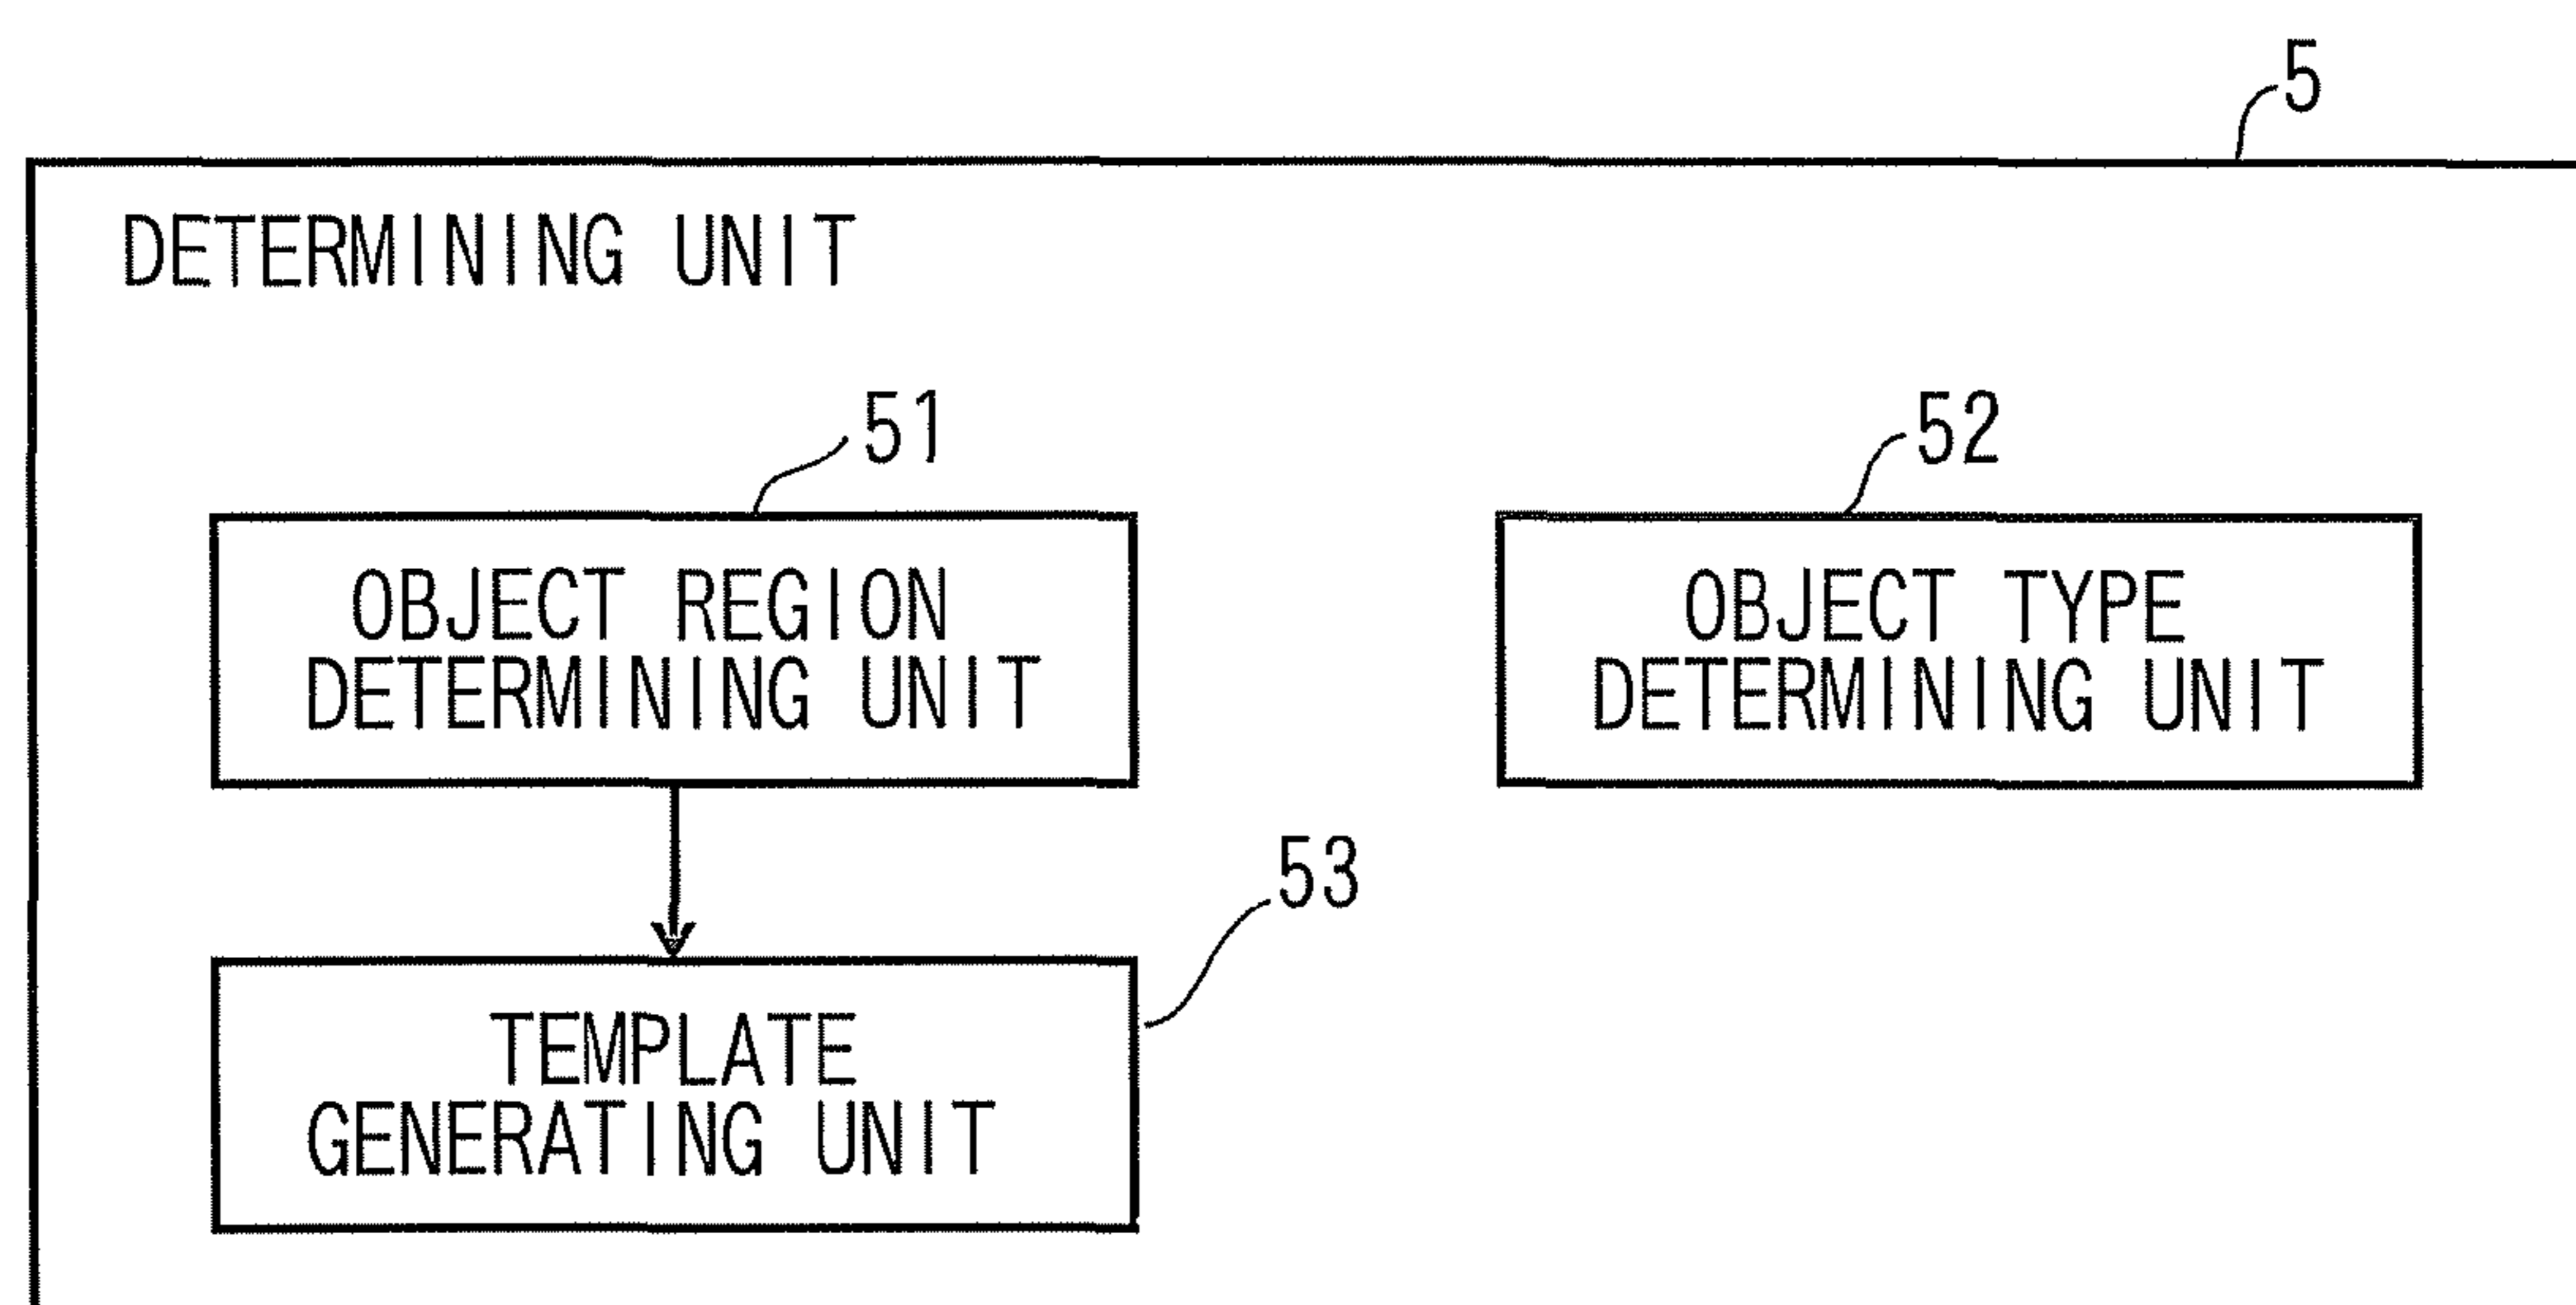 5
DETERMINING UNIT
51
52
OBJECT REGION
DETERMINING UNIT
OBJECT TYPE
DETERMINING UNIT
53
TEMPLATE
GENERATING UNIT